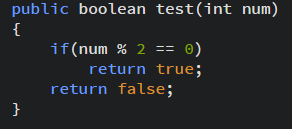 public boolean test(int num)
{
    if(num % 2 == 0)
        return true;
    return false;
}